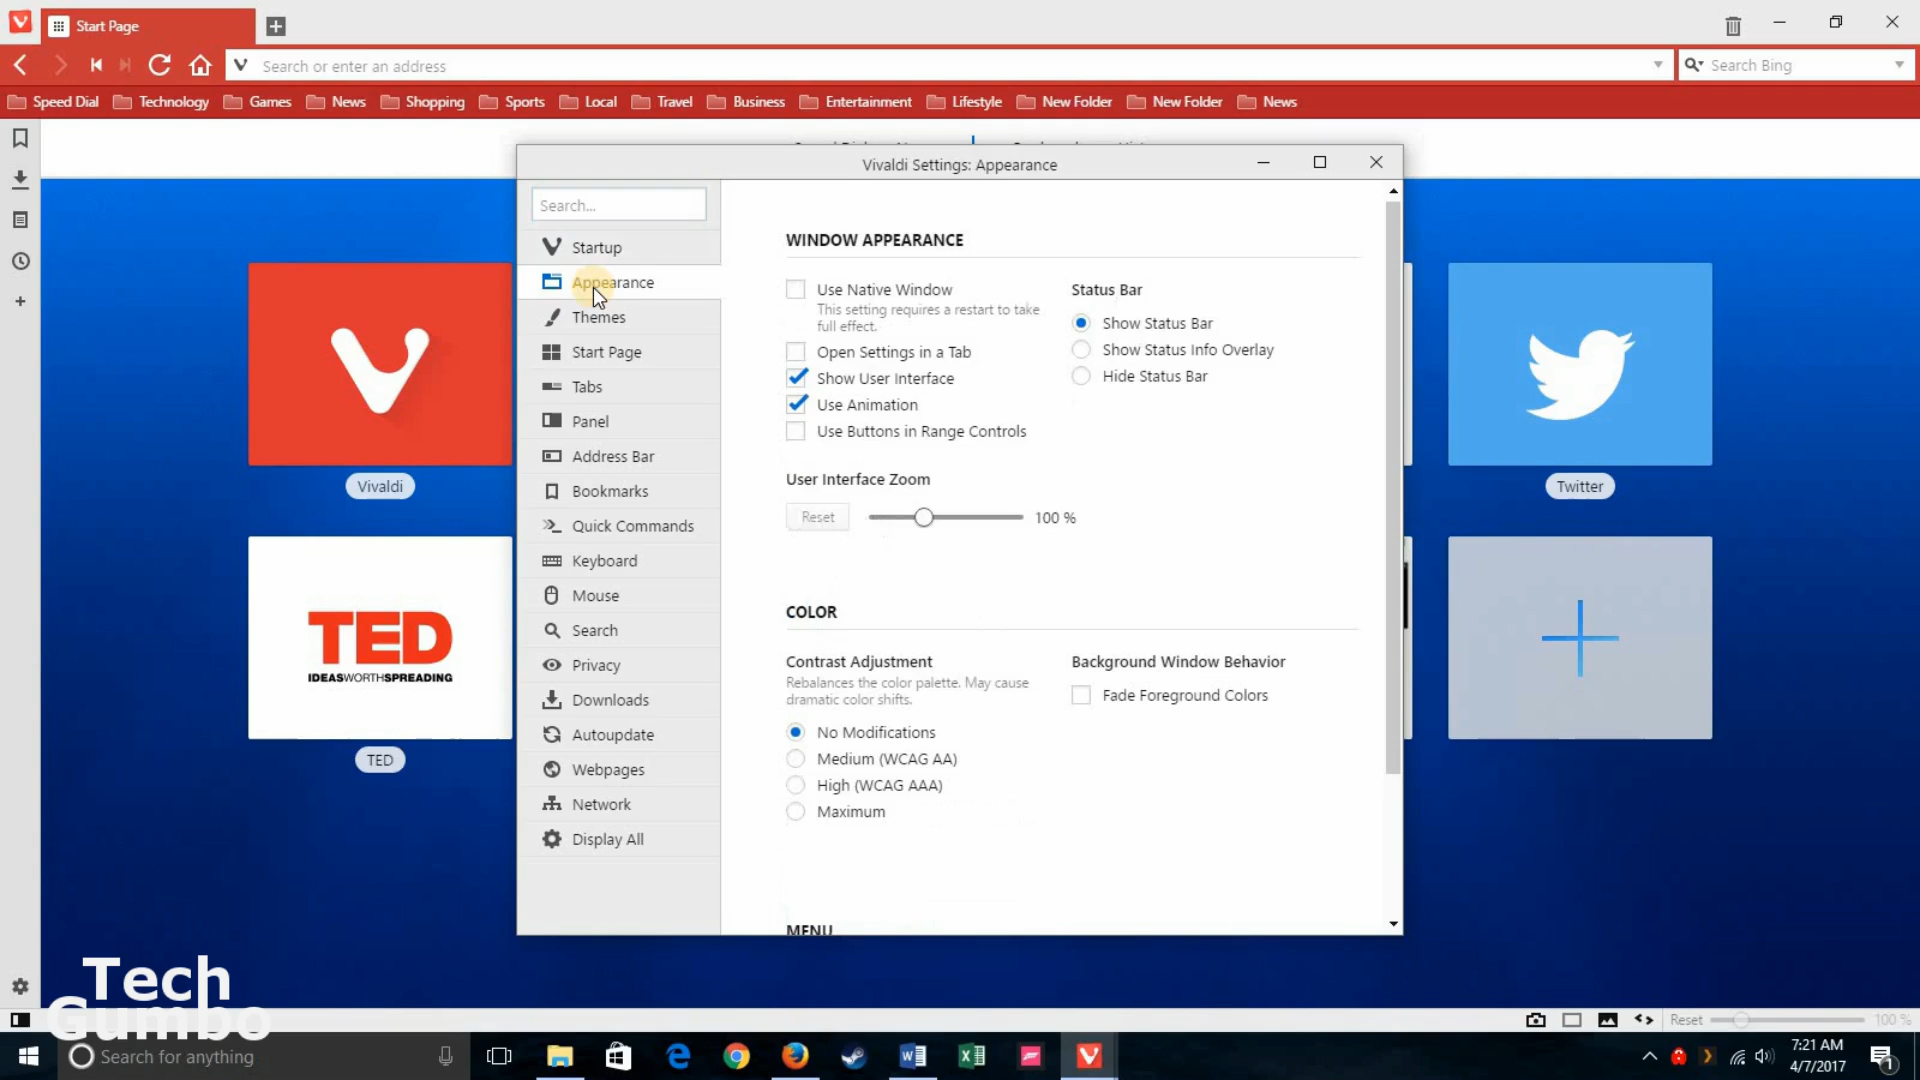 Start Page
Search or enter an address
Search Bing
Speed Dial
Technology
Games
News
Shopping
Sports
Local
Travel
Business
Entertainment
Lifestyle
New Folder
New Folder
News
Vivaldi Settings: Appearance
Search...
Startup
Appearance
Themes
Start Page
Tabs
Panel
Address Bar
Bookmarks
Quick Commands
Keyboard
Mouse
Search
Privacy
Downloads
Autoupdate
Webpages
Network
Display All
WINDOW APPEARANCE
Use Native Window
This setting requires a restart to take
full effect.
Open Settings in a Tab
Show User Interface
Use Animation
Use Buttons in Range Controls
Status Bar
Show Status Bar
Show Status Info Overlay
Hide Status Bar
User Interface Zoom
Reset
100 %
COLOR
Contrast Adjustment
Rebalances the color palette. May cause
dramatic color shifts.
No Modifications
Medium (WCAG AA)
High (WCAG AAA)
Maximum
Background Window Behavior
Fade Foreground Colors
MENU
Vivaldi
TED
IDEASWORTHSPREADING
TED
Twitter
Tech
Gumbo
Reset
100 %
Search for anything
7:21 AM
4/7/2017
1